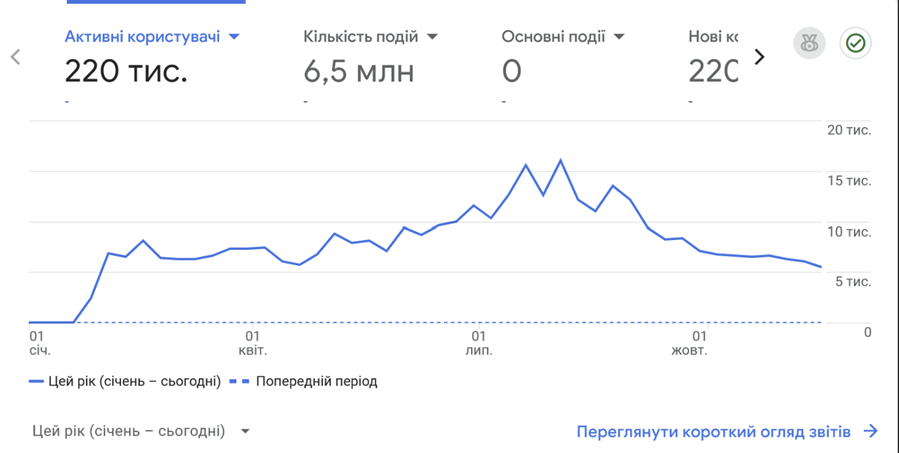 Активні користувачі Кількість подій Основні події Нові кс
220 тис. 6,5 млн 0 220
- - - -
20 тис.
15 тис.
10 тис.
5 тис.
0
01 01 01 01
січ. квіт. лип. жовт.
Цей рік (січень – сьогодні) Попередній період
Цей рік (січень – сьогодні) Переглянути короткий огляд звітів